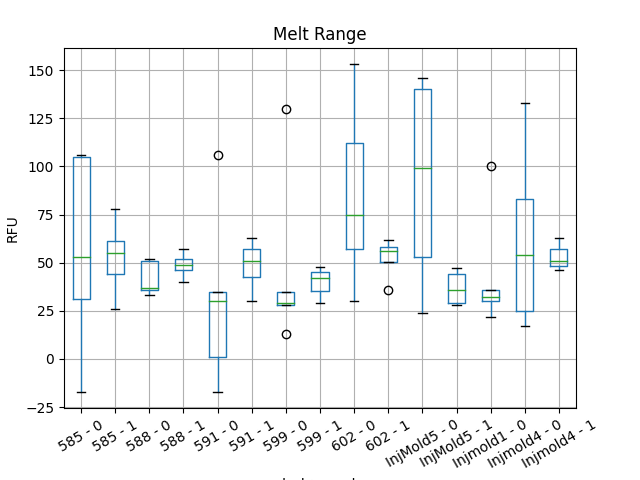 Melt Range
150
125
100
75
50
25
0
−25
RFU
585 - 0
585 - 1
588 - 0
588 - 1
591 - 0
591 - 1
599 - 0
599 - 1
602 - 0
602 - 1
InjMold5 - 0
InjMold5 - 1
Injmold1 - 0
Injmold4 - 0
Injmold4 - 1